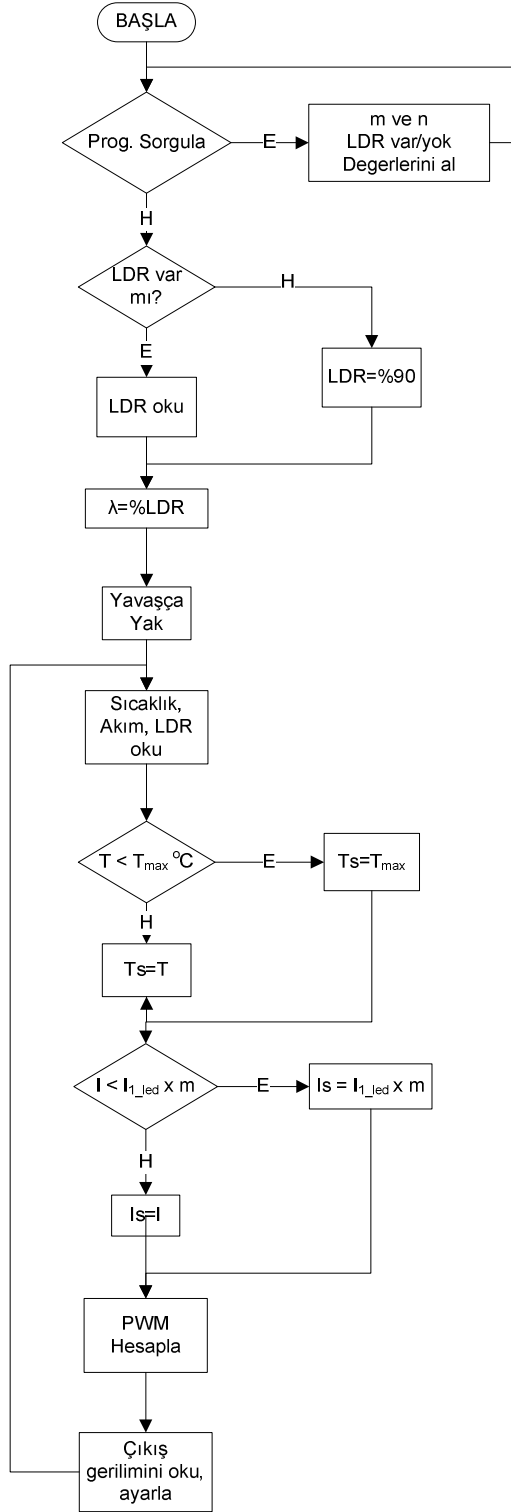 BAŞLA
Prog. Sorgula
E
m ve n
LDR var/yok
Degerlerini al
H
LDR var
mı?
H
E
LDR oku
LDR=%90
λ=%LDR
Yavaşça
Yak
Sıcaklık,
Akım, LDR
oku
T < Tmax ºC
E
Ts=Tmax
H
Ts=T
I < I1_led x m
E
Is = I1_led x m
H
Is=I
PWM
Hesapla
Çıkış
gerilimini oku,
ayarla